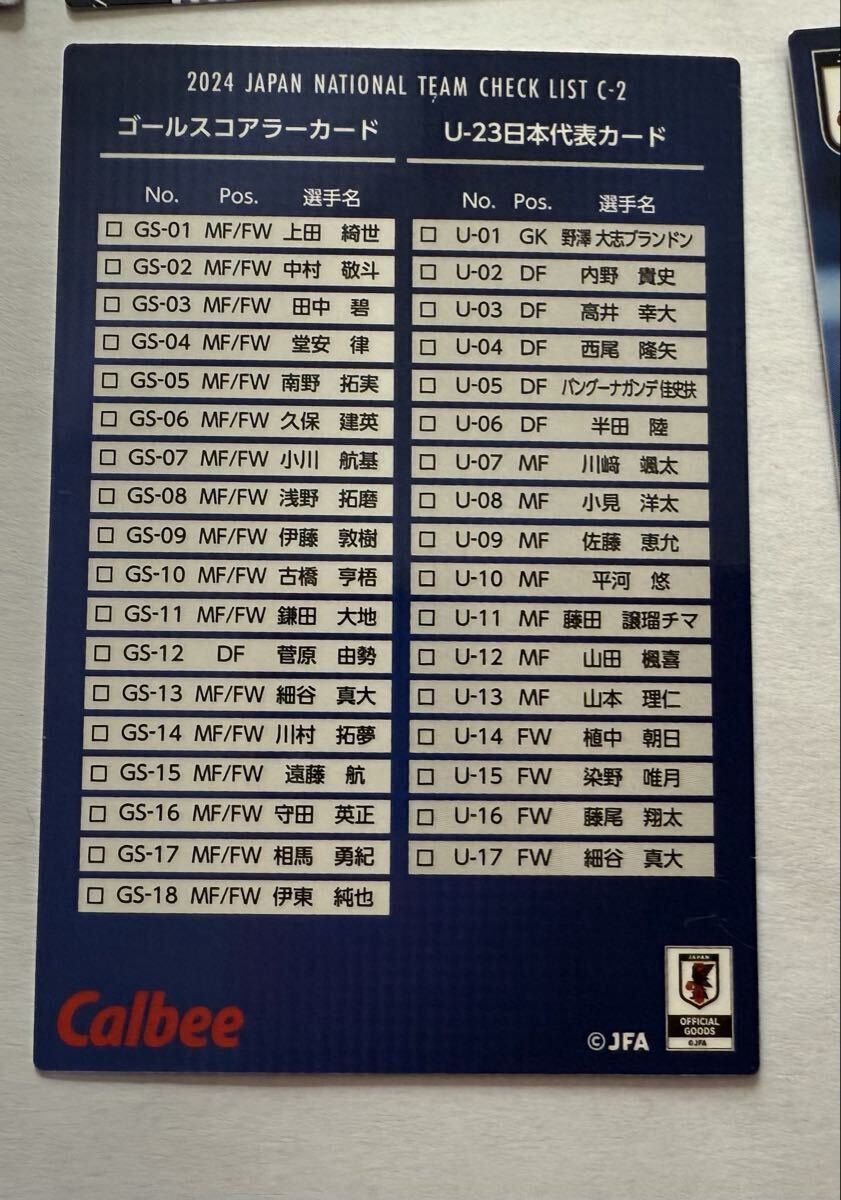 2024 JAPAN NATIONAL TEAM CHECK LIST C-2
ゴールスコアラーカード
No. Pos. 選手名
□ GS-01 MF/FW 上田 綺世
□ GS-02 MF/FW 中村 敬斗
□ GS-03 MF/FW 田中 碧
□ GS-04 MF/FW 堂安 律
□ GS-05 MF/FW 南野 拓実
□ GS-06 MF/FW 久保 建英
□ GS-07 MF/FW 小川 航基
□ GS-08 MF/FW 浅野 拓磨
□ GS-09 MF/FW 伊藤 敦樹
□ GS-10 MF/FW 古橋 亨梧
□ GS-11 MF/FW 鎌田 大地
□ GS-12 DF 菅原 由勢
□ GS-13 MF/FW 細谷 真大
□ GS-14 MF/FW 川村 拓夢
□ GS-15 MF/FW 遠藤 航
□ GS-16 MF/FW 守田 英正
□ GS-17 MF/FW 相馬 勇紀
□ GS-18 MF/FW 伊東 純也
U-23日本代表カード
No. Pos. 選手名
□ U-01 GK 野澤 大志ブランドン
□ U-02 DF 内野 貴史
□ U-03 DF 高井 幸大
□ U-04 DF 西尾 隆矢
□ U-05 DF バングーナガンデ 佳史扶
□ U-06 DF 半田 陸
□ U-07 MF 川﨑 颯太
□ U-08 MF 小見 洋太
□ U-09 MF 佐藤 恵允
□ U-10 MF 平河 悠
□ U-11 MF 藤田 譲瑠チマ
□ U-12 MF 山田 楓喜
□ U-13 MF 山本 理仁
□ U-14 FW 植中 朝日
□ U-15 FW 染野 唯月
□ U-16 FW 藤尾 翔太
□ U-17 FW 細谷 真大
Calbee
©JFA
JAPAN
OFFICIAL
GOODS
©JFA